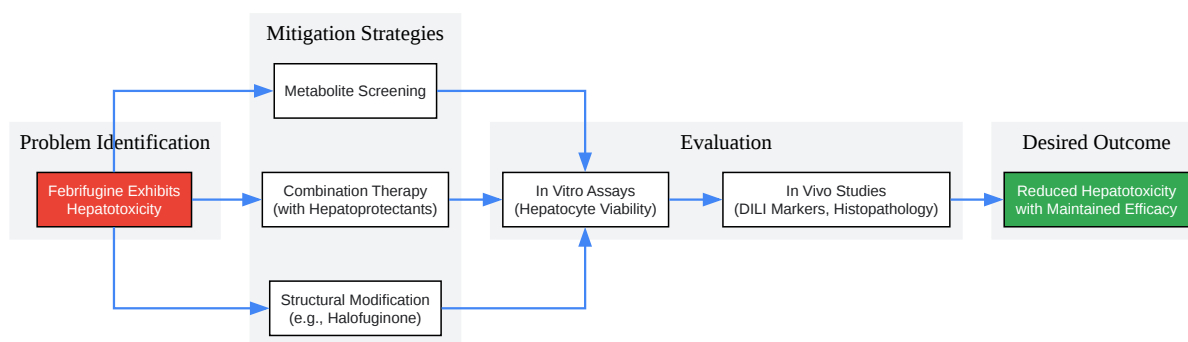 Mitigation Strategies
Metabolite Screening
Problem Identification
Evaluation
Desired Outcome
Febrifugine Exhibits
Hepatotoxicity
Combination Therapy
(with Hepatoprotectants)
In Vitro Assays
(Hepatocyte Viability)
In Vivo Studies
(DILI Markers, Histopathology)
Reduced Hepatotoxicity
with Maintained Efficacy
Structural Modification
(e.g., Halofuginone)